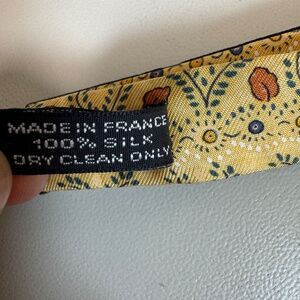 MADE IN FRANCE
100% SILK
DRY CLEAN ONLY